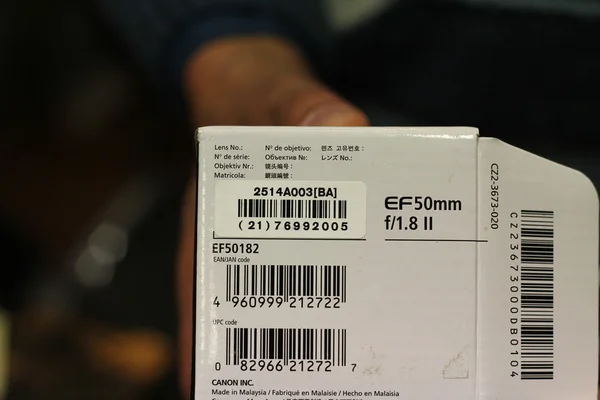 Lens No.: Nº de objetivo: 렌즈 고유번호 :
Nº de série: Объектив №: レンズ No.:
Objektiv Nr.: 镜头编号 :
Matricola: 鏡頭編號 :
2514A003[BA]
(21)76992005
EF50mm
f/1.8 II
EF50182
EAN/JAN code
4 960999 212722
UPC code
0 82966 21272 7
CANON INC.
Made in Malaysia / Fabriqué en Malaisie / Hecho en Malasia
CZ2-3673-020
CZ23673000DB0104